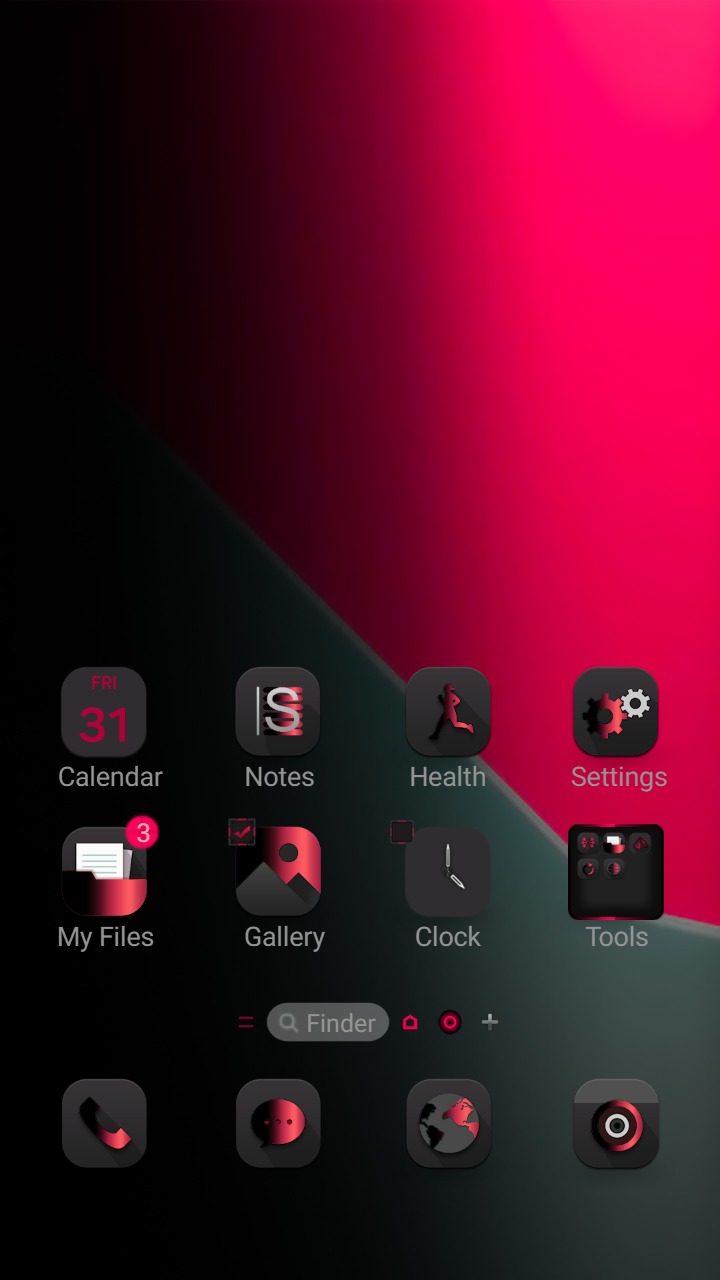 FRI
31
Calendar
S
Notes
Health
Settings
3
My Files
Gallery
Clock
Tools
Finder